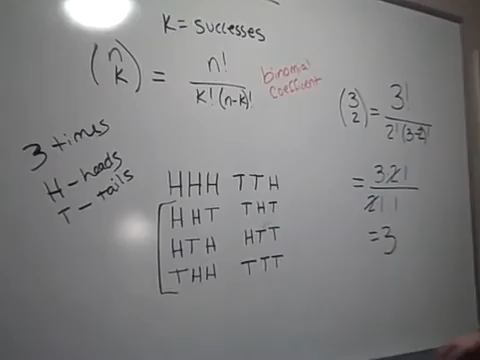 K = successes
(n k) = n! / k!(n-k)!
binomial
coefficient
3 times
H - heads
T - tails
HHH TTH
HHT THT
HTH HTT
THH TTT
(3 2) = 3! / 2!(3-2)!
= 3 2 1 / 2 1 1
= 3